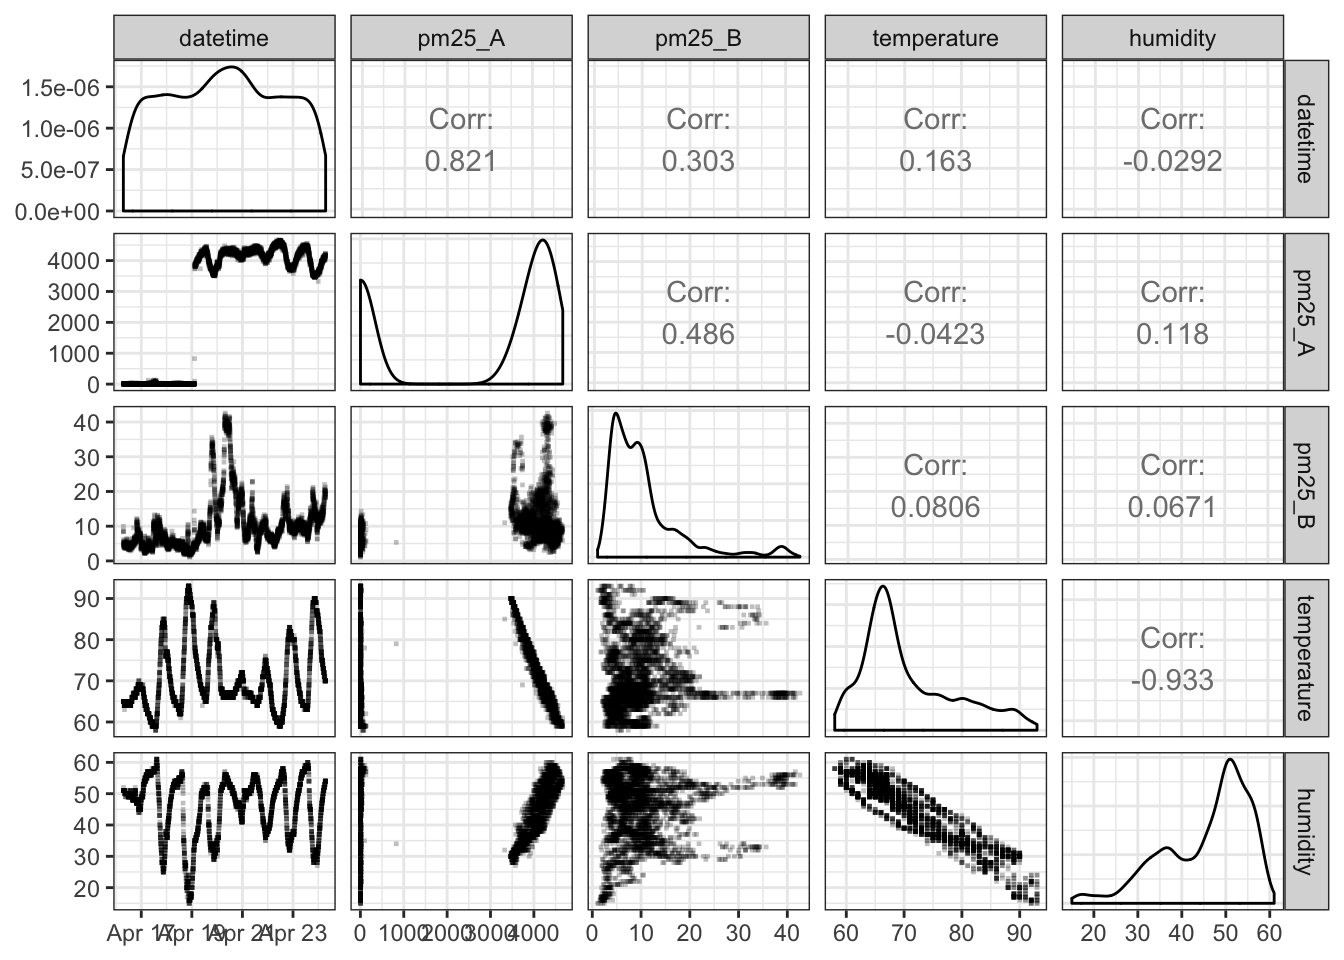 datetime pm25_A pm25_B temperature humidity
1.5e-06
1.0e-06
5.0e-07
0.0e+00
Corr:
0.821
Corr:
0.303
Corr:
0.163
Corr:
-0.0292
datetime
4000
3000
2000
1000
0
Corr:
0.486
Corr:
-0.0423
Corr:
0.118
pm25_A
40
30
20
10
0
Corr:
0.0806
Corr:
0.0671
pm25_B
90
80
70
60
Corr:
-0.933
temperature
60
50
40
30
20
humidity
Apr 17 Apr 19 Apr 21 Apr 23
0 1000 2000 3000 4000
0 10 20 30 40
60 70 80 90
20 30 40 50 60